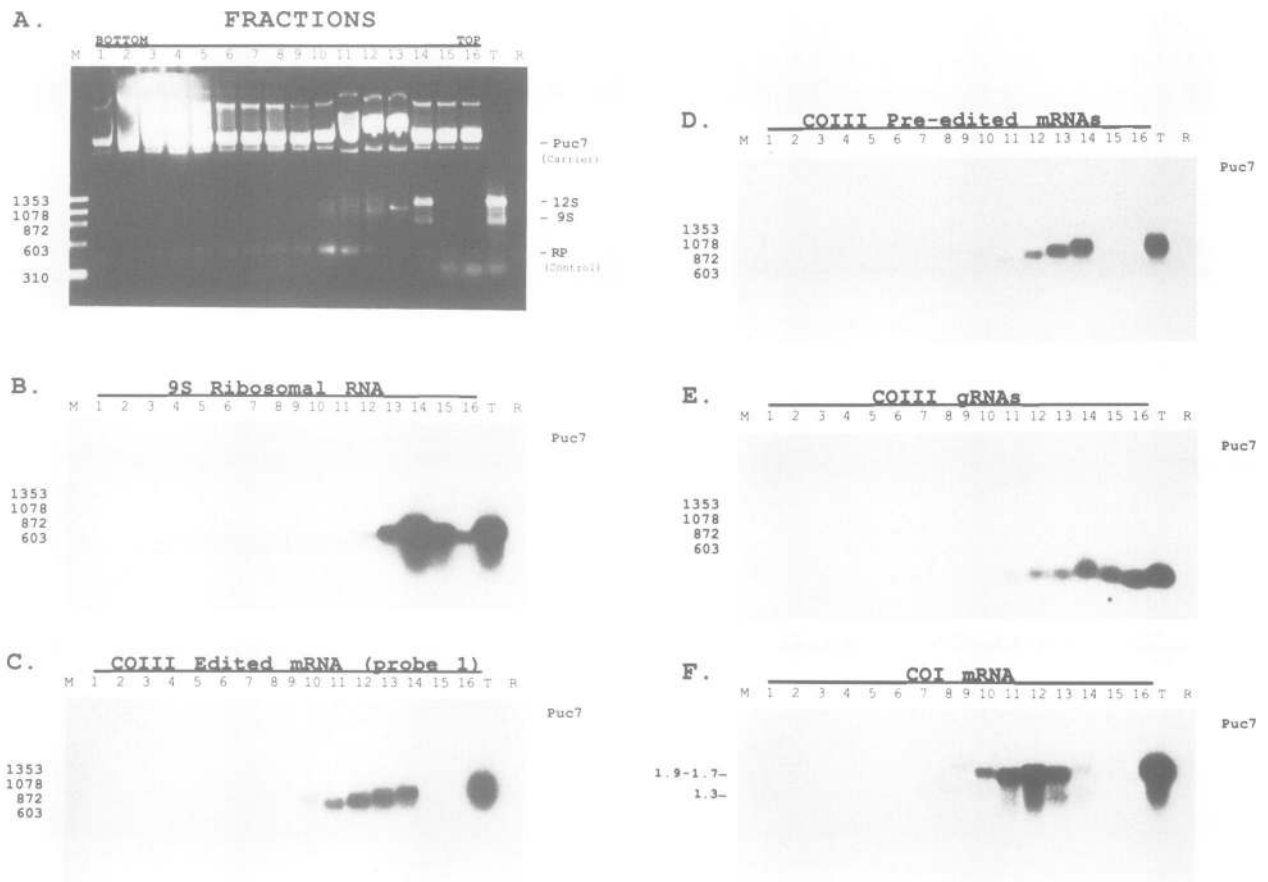 A.
FRACTIONS
BOTTOM TOP
M 1 2 3 4 5 6 7 8 9 10 11 12 13 14 15 16 T R
- Puc7
(Carrier)
1353
1078
872
603
310
- 12S
- 9S
- RP
(Control)
B.
9S Ribosomal RNA
M 1 2 3 4 5 6 7 8 9 10 11 12 13 14 15 16 T R
Puc7
1353
1078
872
603
C.
COIII Edited mRNA (probe 1)
M 1 2 3 4 5 6 7 8 9 10 11 12 13 14 15 16 T R
Puc7
1353
1078
872
603
D.
COIII Pre-edited mRNAs
M 1 2 3 4 5 6 7 8 9 10 11 12 13 14 15 16 T R
Puc7
1353
1078
872
603
E.
COIII gRNAs
M 1 2 3 4 5 6 7 8 9 10 11 12 13 14 15 16 T R
Puc7
1353
1078
872
603
F.
COI mRNA
M 1 2 3 4 5 6 7 8 9 10 11 12 13 14 15 16 T R
Puc7
1.9-1.7–
1.3–